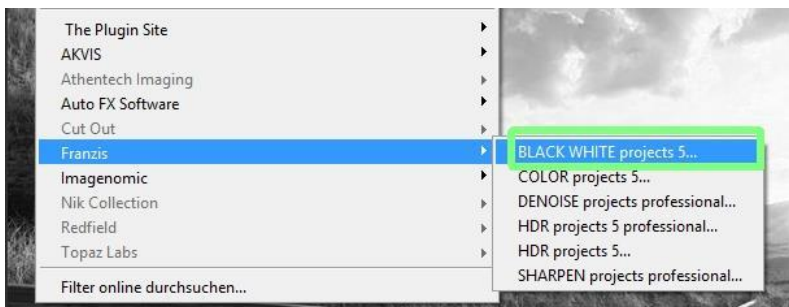 The Plugin Site
AKVIS
Athentech Imaging
Auto FX Software
Cut Out
Franzis
Imagenomic
Nik Collection
Redfield
Topaz Labs
Filter online durchsuchen...
BLACK WHITE projects 5...
COLOR projects 5...
DENOISE projects professional...
HDR projects 5 professional...
HDR projects 5...
SHARPEN projects professional...